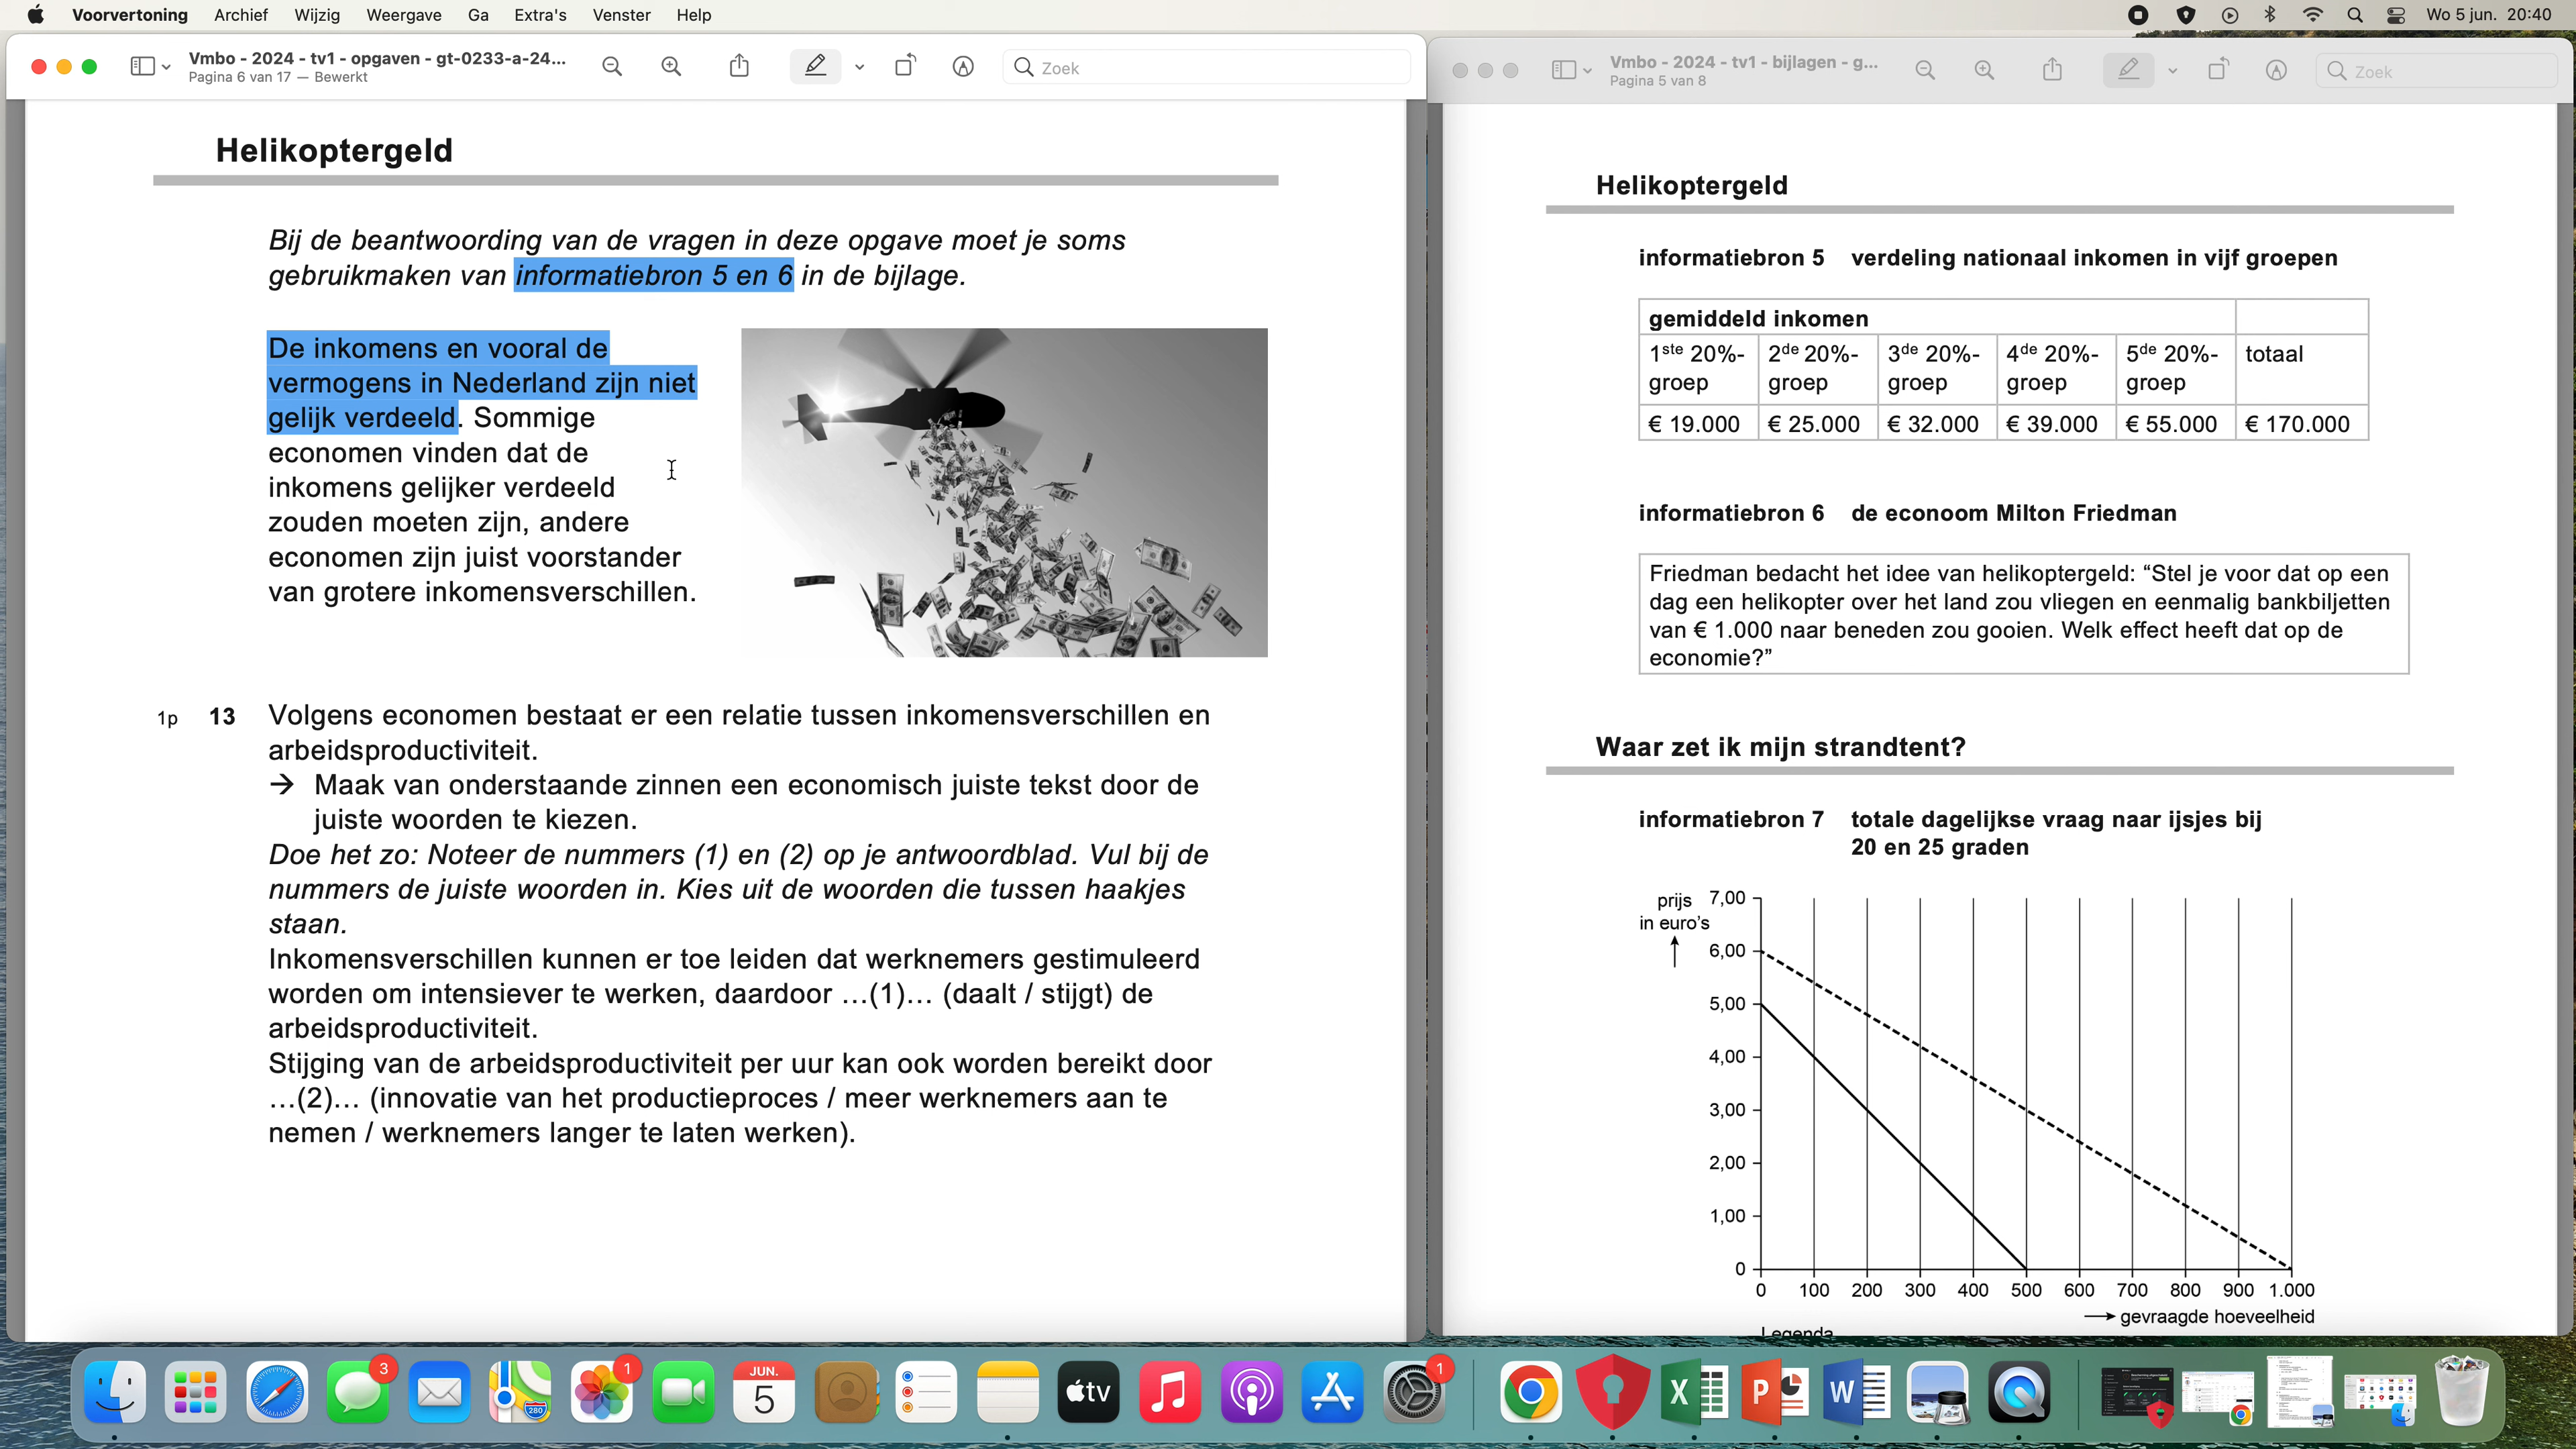 Voorvertoning Archief Wijzig Weergave Ga Extra's Venster Help Wo 5 jun. 20:40
Vmbo - 2024 - tv1 - opgaven - gt-0233-a-24...
Pagina 6 van 17 — Bewerkt
Zoek
Helikoptergeld
Bij de beantwoording van de vragen in deze opgave moet je soms
gebruikmaken van informatiebron 5 en 6 in de bijlage.
De inkomens en vooral de
vermogens in Nederland zijn niet
gelijk verdeeld. Sommige
economen vinden dat de
inkomens gelijker verdeeld
zouden moeten zijn, andere
economen zijn juist voorstander
van grotere inkomensverschillen.
1p 13 Volgens economen bestaat er een relatie tussen inkomensverschillen en
arbeidsproductiviteit.
→ Maak van onderstaande zinnen een economisch juiste tekst door de
juiste woorden te kiezen.
Doe het zo: Noteer de nummers (1) en (2) op je antwoordblad. Vul bij de
nummers de juiste woorden in. Kies uit de woorden die tussen haakjes
staan.
Inkomensverschillen kunnen er toe leiden dat werknemers gestimuleerd
worden om intensiever te werken, daardoor …(1)… (daalt / stijgt) de
arbeidsproductiviteit.
Stijging van de arbeidsproductiviteit per uur kan ook worden bereikt door
…(2)… (innovatie van het productieproces / meer werknemers aan te
nemen / werknemers langer te laten werken).
Vmbo - 2024 - tv1 - bijlagen - g...
Pagina 5 van 8
Zoek
Helikoptergeld
informatiebron 5 verdeling nationaal inkomen in vijf groepen
gemiddeld inkomen
1ste 20%- 2de 20%- 3de 20%- 4de 20%- 5de 20%- totaal
groep groep groep groep groep
€ 19.000 € 25.000 € 32.000 € 39.000 € 55.000 € 170.000
informatiebron 6 de econoom Milton Friedman
Friedman bedacht het idee van helikoptergeld: “Stel je voor dat op een
dag een helikopter over het land zou vliegen en eenmalig bankbiljetten
van € 1.000 naar beneden zou gooien. Welk effect heeft dat op de
economie?”
Waar zet ik mijn strandtent?
informatiebron 7 totale dagelijkse vraag naar ijsjes bij
20 en 25 graden
prijs
in euro’s
7,00
6,00
5,00
4,00
3,00
2,00
1,00
0
0 100 200 300 400 500 600 700 800 900 1.000
→ gevraagde hoeveelheid
Legenda
3
280
1
JUN.
5
tv
1
X
P
W